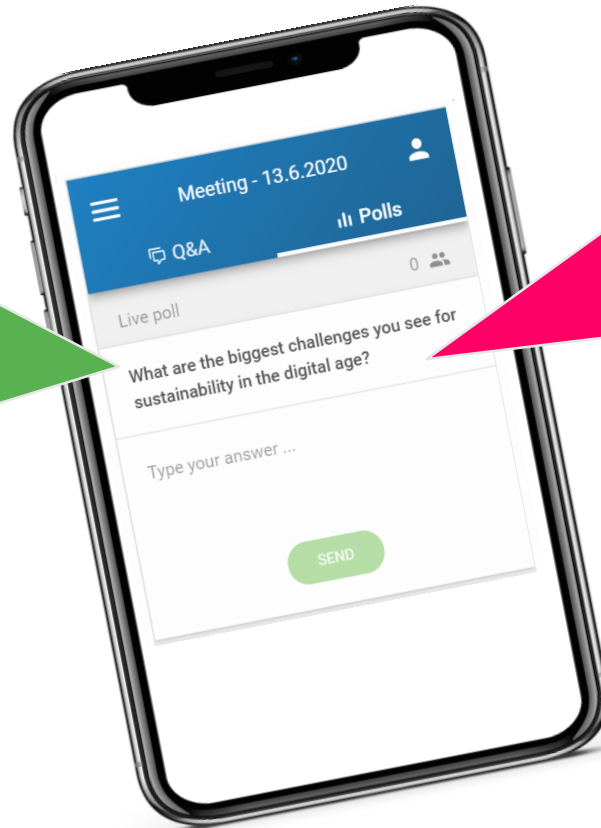 Meeting - 13.6.2020
Q&A
Polls
Live poll
0
What are the biggest challenges you see for
sustainability in the digital age?
Type your answer ...
SEND